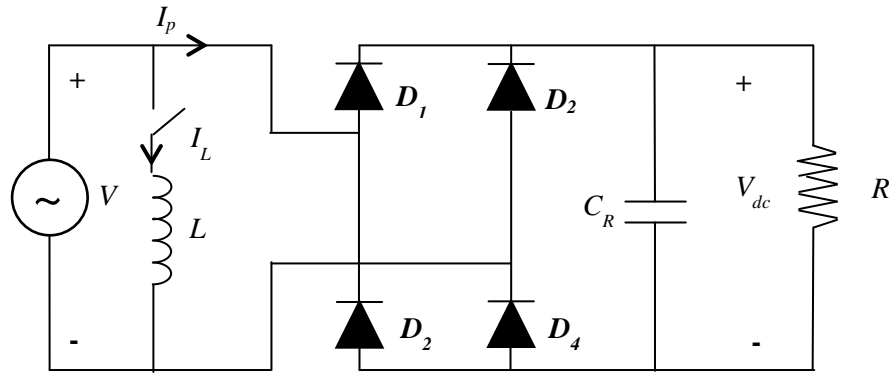 I_p
+
+
D_1
D_2
I_L
V
~
L
C_R
V_dc
R
D_2
D_4
-
-